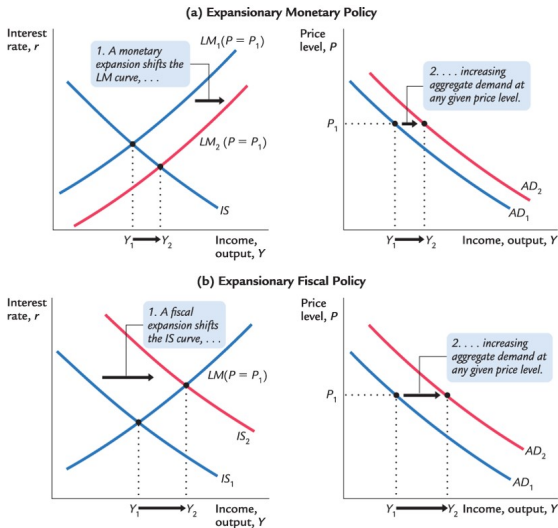 (a) Expansionary Monetary Policy
Interest
rate, r
LM₁(P = P₁)
1. A monetary
expansion shifts the
LM curve, . . .
LM₂ (P = P₁)
IS
Y₁ Y₂ Income,
output, Y
Price
level, P
2. . . . increasing
aggregate demand at
any given price level.
P₁
AD₂
AD₁
Y₁ Y₂ Income,
output, Y
(b) Expansionary Fiscal Policy
Interest
rate, r
1. A fiscal
expansion shifts
the IS curve, . . .
LM(P = P₁)
IS₂
IS₁
Y₁ Y₂ Income,
output, Y
Price
level, P
2. . . . increasing
aggregate demand at
any given price level.
P₁
AD₂
AD₁
Y₁ Y₂ Income,
output, Y